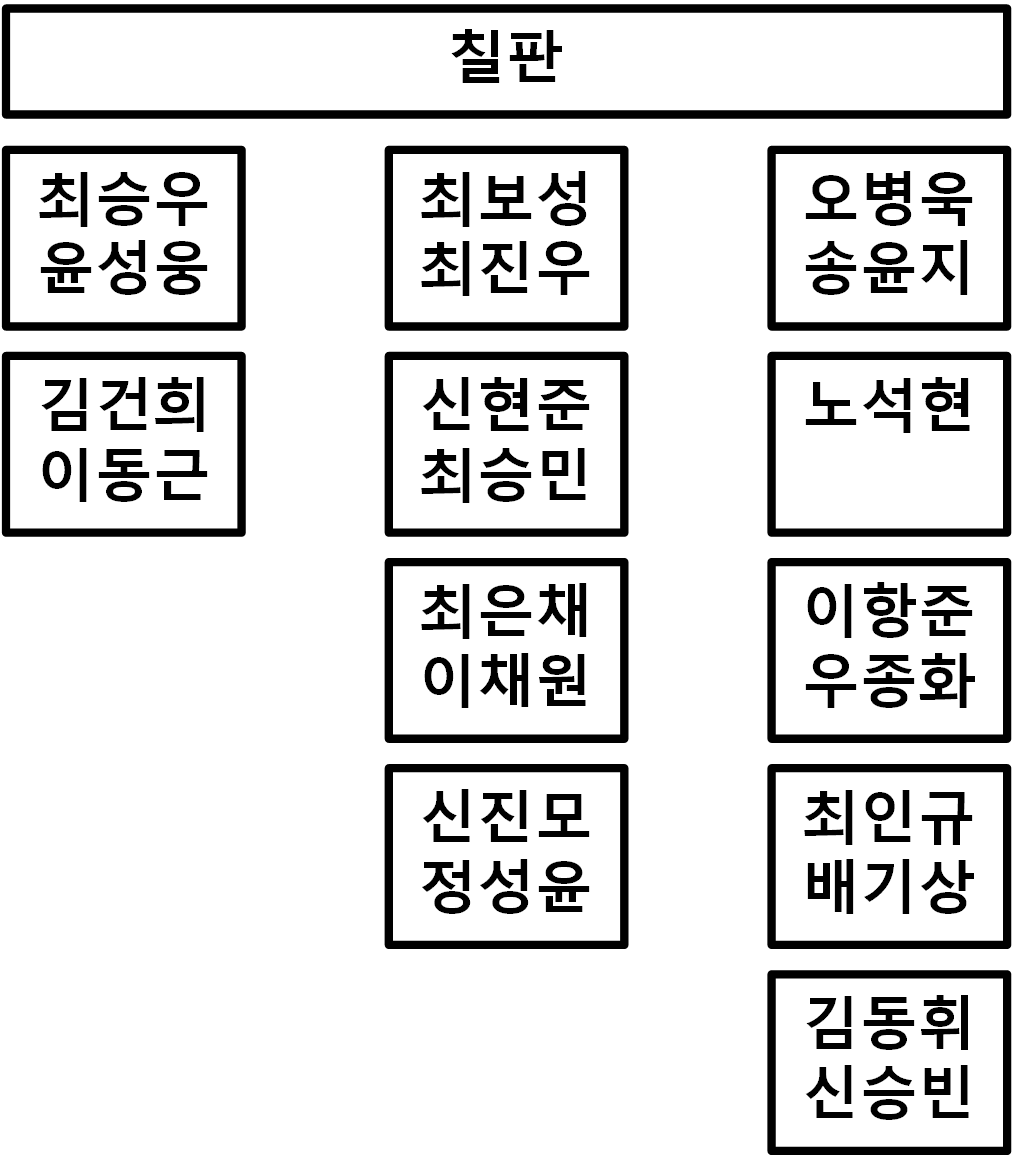 칠판
최승우
윤성웅
최보성
최진우
오병욱
송윤지
김건희
이동근
신현준
최승민
노석현
최은채
이채원
이항준
우종화
신진모
정성윤
최인규
배기상
김동휘
신승빈